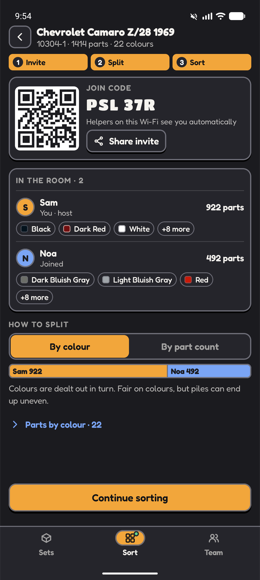 9:54
Chevrolet Camaro Z/28 1969
10304-1 · 1414 parts · 22 colours
1 Invite
2 Split
3 Sort
JOIN CODE
PSL 37R
Helpers on this Wi-Fi see you automatically
Share invite
IN THE ROOM · 2
S
Sam
You · host
922 parts
Black
Dark Red
White
+8 more
N
Noa
Joined
492 parts
Dark Bluish Gray
Light Bluish Gray
Red
+8 more
HOW TO SPLIT
By colour
By part count
Sam 922
Noa 492
Colours are dealt out in turn. Fair on colours, but piles can end
up uneven.
Parts by colour · 22
Continue sorting
Sets
Sort
Team